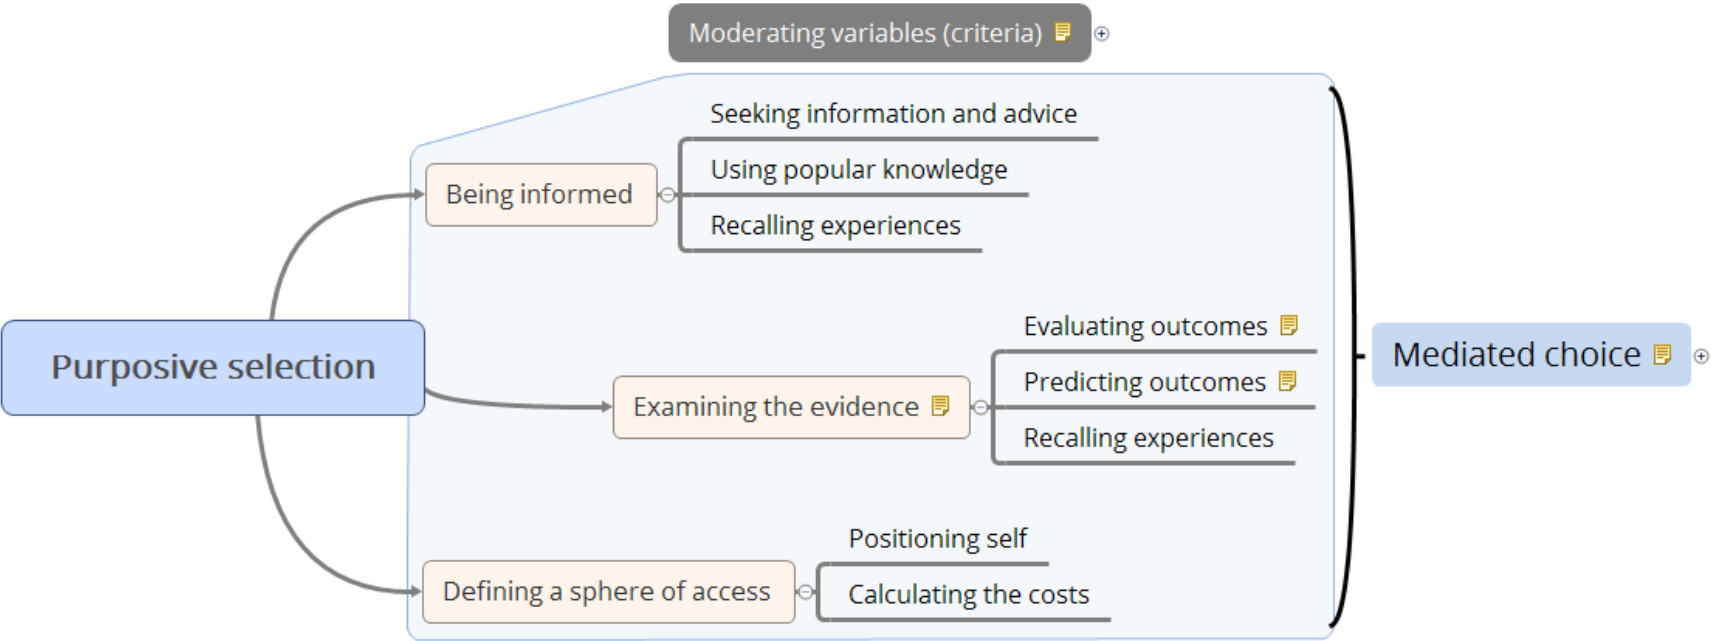 Moderating variables (criteria)
Seeking information and advice
Using popular knowledge
Being informed
Recalling experiences
Evaluating outcomes
Purposive selection
Mediated choice
Predicting outcomes
Examining the evidence
Recalling experiences
Positioning self
Defining a sphere of access
Calculating the costs